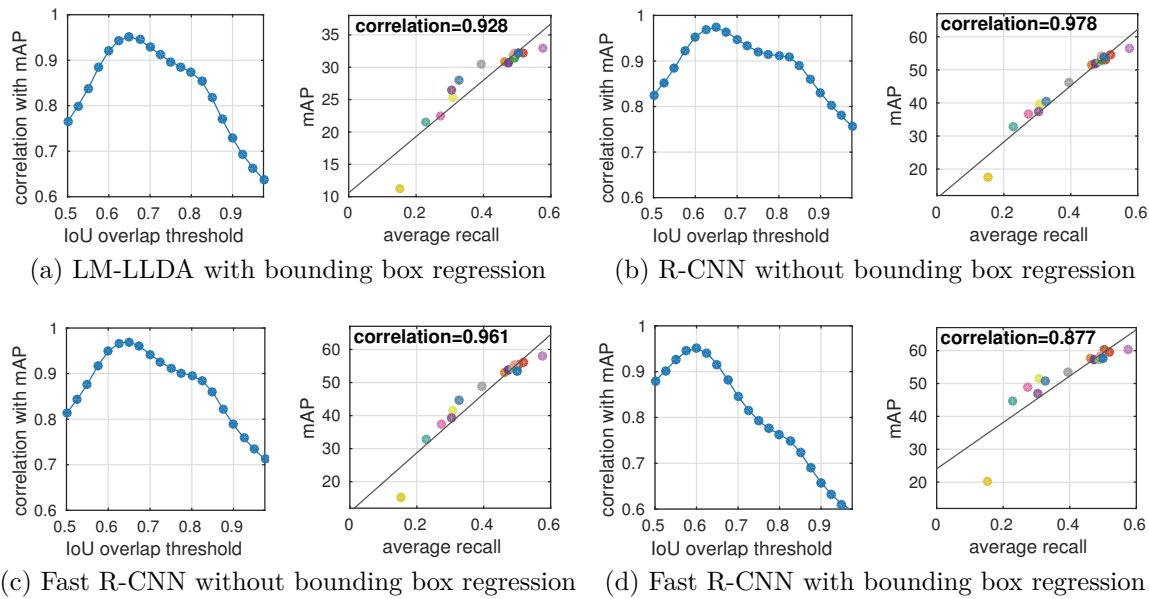 correlation with mAP
1
0.9
0.8
0.7
0.6
0.5 0.6 0.7 0.8 0.9
IoU overlap threshold
correlation=0.928
mAP
35
30
25
20
15
10
0 0.2 0.4 0.6
average recall
(a) LM-LLDA with bounding box regression
correlation with mAP
1
0.9
0.8
0.7
0.6
0.5 0.6 0.7 0.8 0.9
IoU overlap threshold
correlation=0.978
mAP
60
50
40
30
20
0 0.2 0.4 0.6
average recall
(b) R-CNN without bounding box regression
correlation with mAP
1
0.9
0.8
0.7
0.6
0.5 0.6 0.7 0.8 0.9
IoU overlap threshold
correlation=0.961
mAP
60
50
40
30
20
0 0.2 0.4 0.6
average recall
(c) Fast R-CNN without bounding box regression
correlation with mAP
1
0.9
0.8
0.7
0.6
0.5 0.6 0.7 0.8 0.9
IoU overlap threshold
correlation=0.877
mAP
60
50
40
30
20
0 0.2 0.4 0.6
average recall
(d) Fast R-CNN with bounding box regression